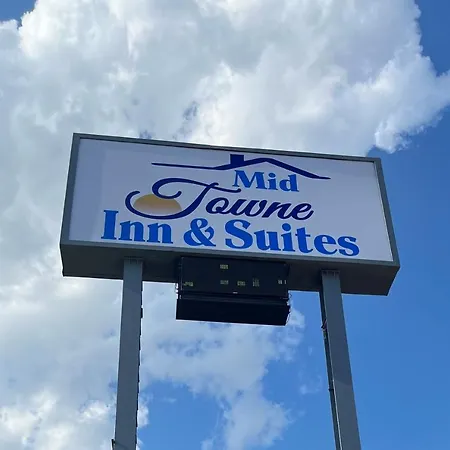 Mid
Towne
Inn & Suites